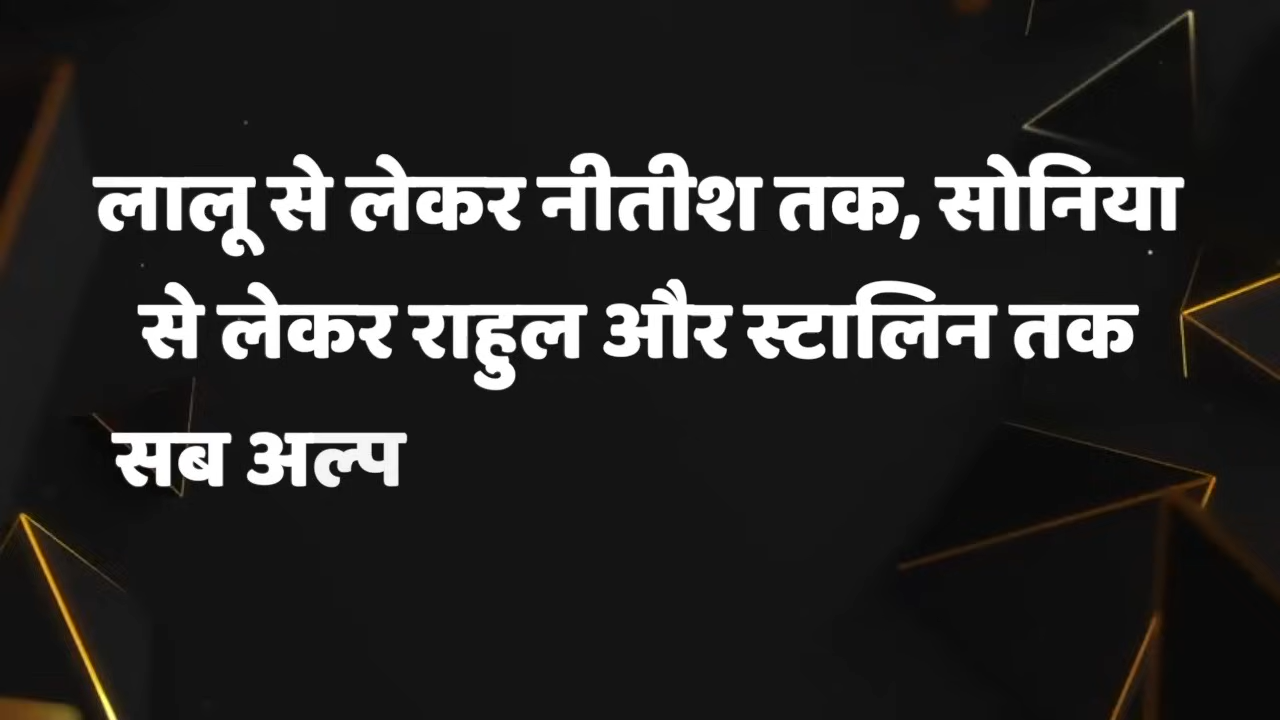 लालू से लेकर नीतीश तक, सोनिया
से लेकर राहुल और स्टालिन तक
सब अल्प